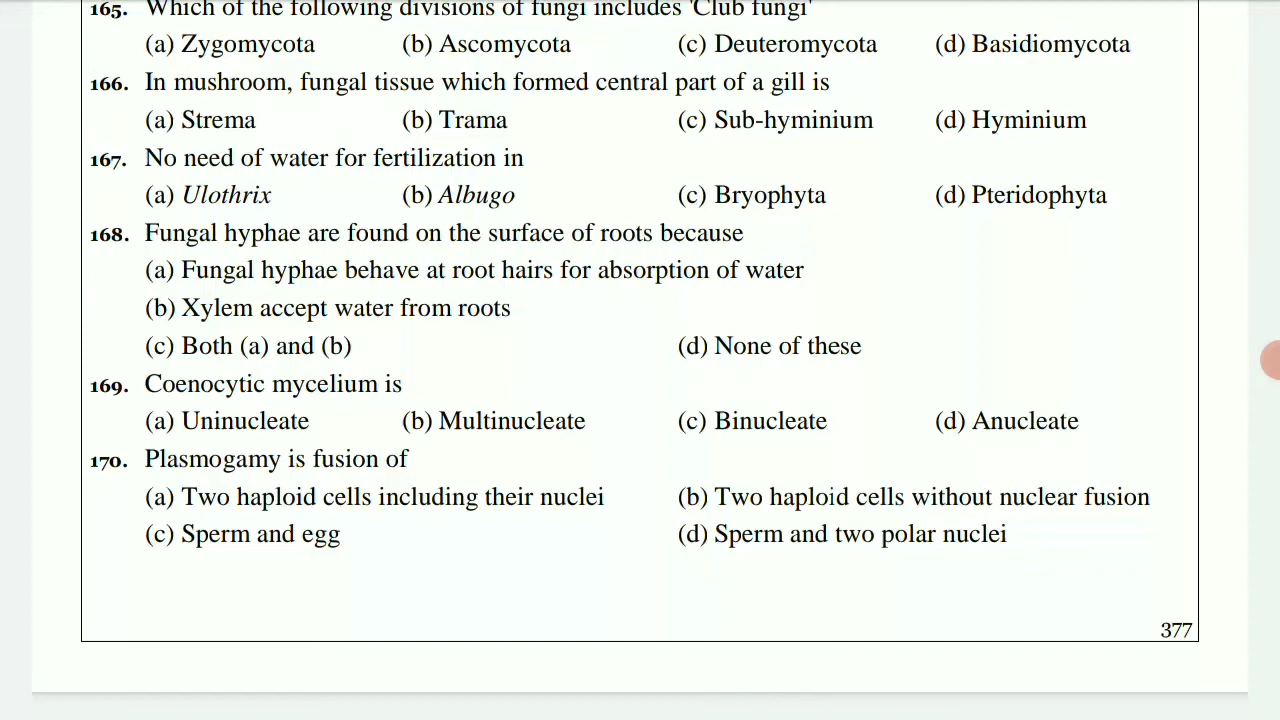 165. Which of the following divisions of fungi includes 'Club fungi'
(a) Zygomycota (b) Ascomycota (c) Deuteromycota (d) Basidiomycota
166. In mushroom, fungal tissue which formed central part of a gill is
(a) Strema (b) Trama (c) Sub-hyminium (d) Hyminium
167. No need of water for fertilization in
(a) Ulothrix (b) Albugo (c) Bryophyta (d) Pteridophyta
168. Fungal hyphae are found on the surface of roots because
(a) Fungal hyphae behave at root hairs for absorption of water
(b) Xylem accept water from roots
(c) Both (a) and (b) (d) None of these
169. Coenocytic mycelium is
(a) Uninucleate (b) Multinucleate (c) Binucleate (d) Anucleate
170. Plasmogamy is fusion of
(a) Two haploid cells including their nuclei (b) Two haploid cells without nuclear fusion
(c) Sperm and egg (d) Sperm and two polar nuclei
377